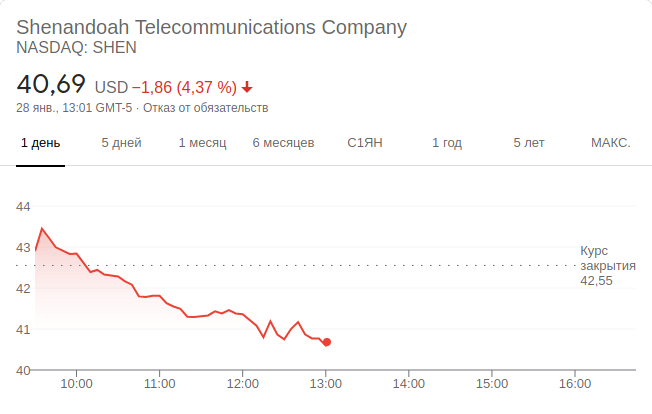 Shenandoah Telecommunications Company
NASDAQ: SHEN
40,69 USD −1,86 (4,37 %)
28 янв., 13:01 GMT-5 · Отказ от обязательств
1 день 5 дней 1 месяц 6 месяцев С1ЯН 1 год 5 лет МАКС.
44
43
42
41
40
Курс
закрытия
42,55
10:00 11:00 12:00 13:00 14:00 15:00 16:00